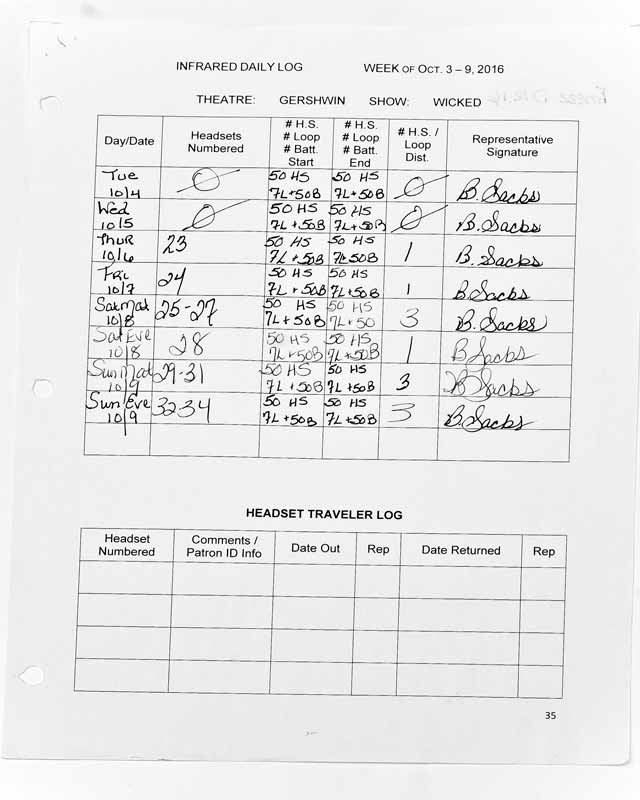 INFRARED DAILY LOG WEEK OF OCT. 3 – 9, 2016
THEATRE: GERSHWIN SHOW: WICKED
Day/Date
Headsets
Numbered
# H.S.
# Loop
# Batt.
Start
# H.S.
# Loop
# Batt.
End
# H.S. /
Loop
Dist.
Representative
Signature
Tue 50 HS 50 HS
10/4 0 7L+50B 7L+50B 0 B. Sacks
Wed 50 HS 50 HS
10/5 0 7L+50B 7L+50B 0 B. Sacks
Thur 50 HS 50 HS
10/6 23 7L+50B 7L 50B 1 B. Sacks
Fri 50 HS 50 HS
10/7 24 7L+50B 7L+50B 1 B. Sacks
Sat Mat 50 HS 50 HS
10/8 25-27 7L+50B 7L+50 3 B. Sacks
Sat Eve 50 HS 50 HS
10/8 28 7L+50B 7L+50B 1 B Sacks
Sun Mat 50 HS 50 HS
10/9 29-31 7L+50B 7L+50B 3 B Sacks
Sun Eve 50 HS 50 HS
10/9 32-34 7L+50B 7L+50B 3 B. Sacks
HEADSET TRAVELER LOG
Headset
Numbered
Comments /
Patron ID Info
Date Out
Rep
Date Returned
Rep
35